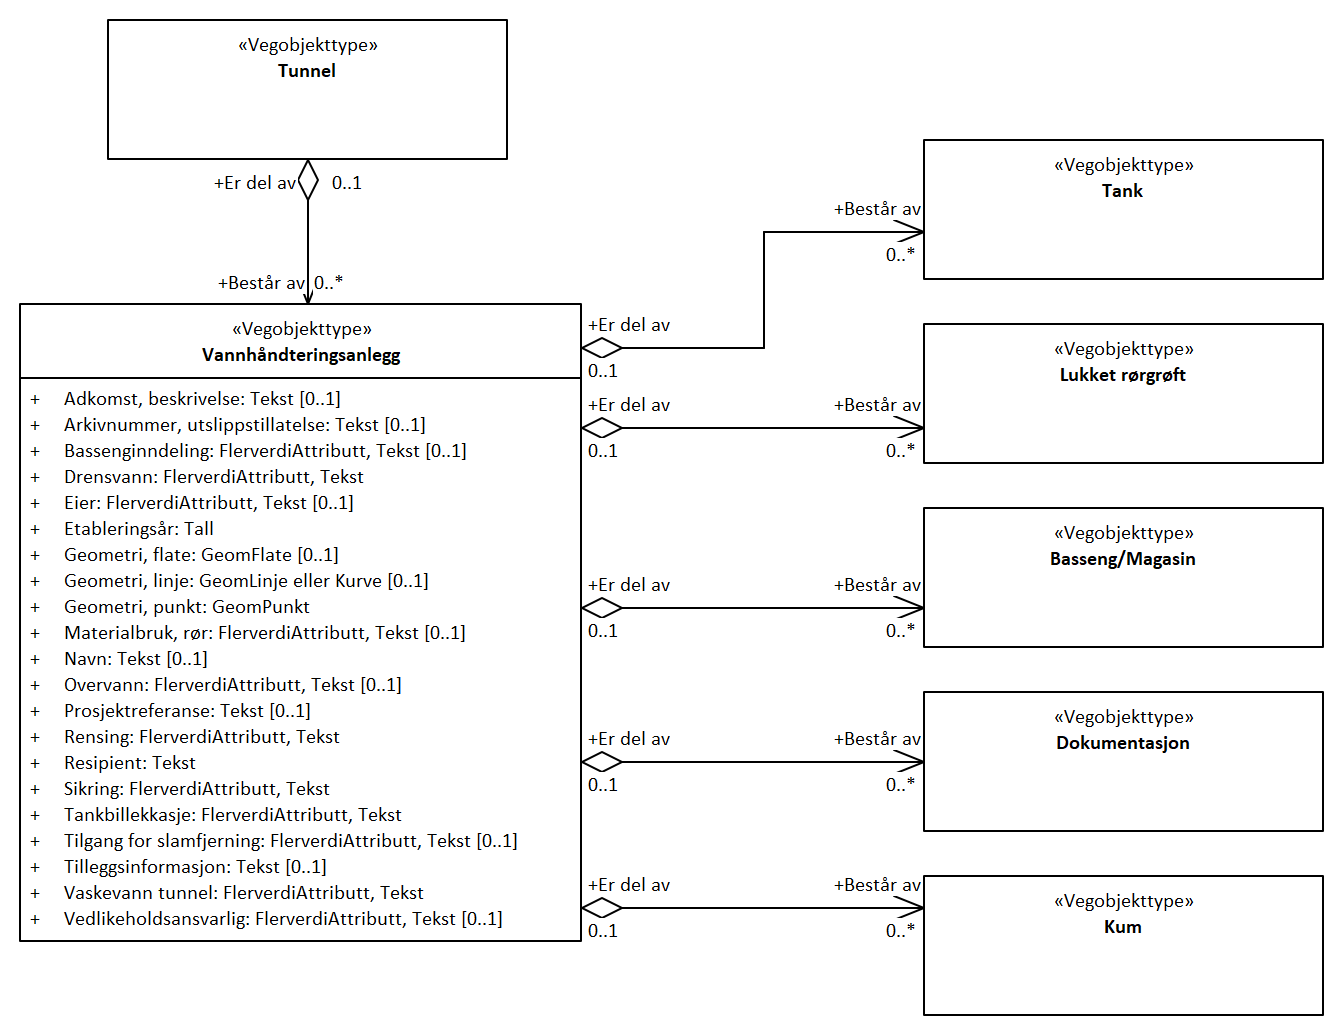 «Vegobjekttype»
Tunnel
+Er del av
0..1
+Består av
0..*
«Vegobjekttype»
Vannhåndteringsanlegg
+ Adkomst, beskrivelse: Tekst [0..1]
+ Arkivnummer, utslippstillatelse: Tekst [0..1]
+ Bassenginndeling: FlerverdiAttributt, Tekst [0..1]
+ Drensvann: FlerverdiAttributt, Tekst
+ Eier: FlerverdiAttributt, Tekst [0..1]
+ Etableringsår: Tall
+ Geometri, flate: GeomFlate [0..1]
+ Geometri, linje: GeomLinje eller Kurve [0..1]
+ Geometri, punkt: GeomPunkt
+ Materialbruk, rør: FlerverdiAttributt, Tekst [0..1]
+ Navn: Tekst [0..1]
+ Overvann: FlerverdiAttributt, Tekst [0..1]
+ Prosjektreferanse: Tekst [0..1]
+ Rensing: FlerverdiAttributt, Tekst
+ Resipient: Tekst
+ Sikring: FlerverdiAttributt, Tekst
+ Tankbillekkasje: FlerverdiAttributt, Tekst
+ Tilgang for slamfjerning: FlerverdiAttributt, Tekst [0..1]
+ Tilleggsinformasjon: Tekst [0..1]
+ Vaskevann tunnel: FlerverdiAttributt, Tekst
+ Vedlikeholdsansvarlig: FlerverdiAttributt, Tekst [0..1]
+Er del av
0..1
+Består av
0..*
«Vegobjekttype»
Tank
+Er del av
0..1
+Består av
0..*
«Vegobjekttype»
Lukket rørgrøft
+Er del av
0..1
+Består av
0..*
«Vegobjekttype»
Basseng/Magasin
+Er del av
0..1
+Består av
0..*
«Vegobjekttype»
Dokumentasjon
+Er del av
0..1
+Består av
0..*
«Vegobjekttype»
Kum